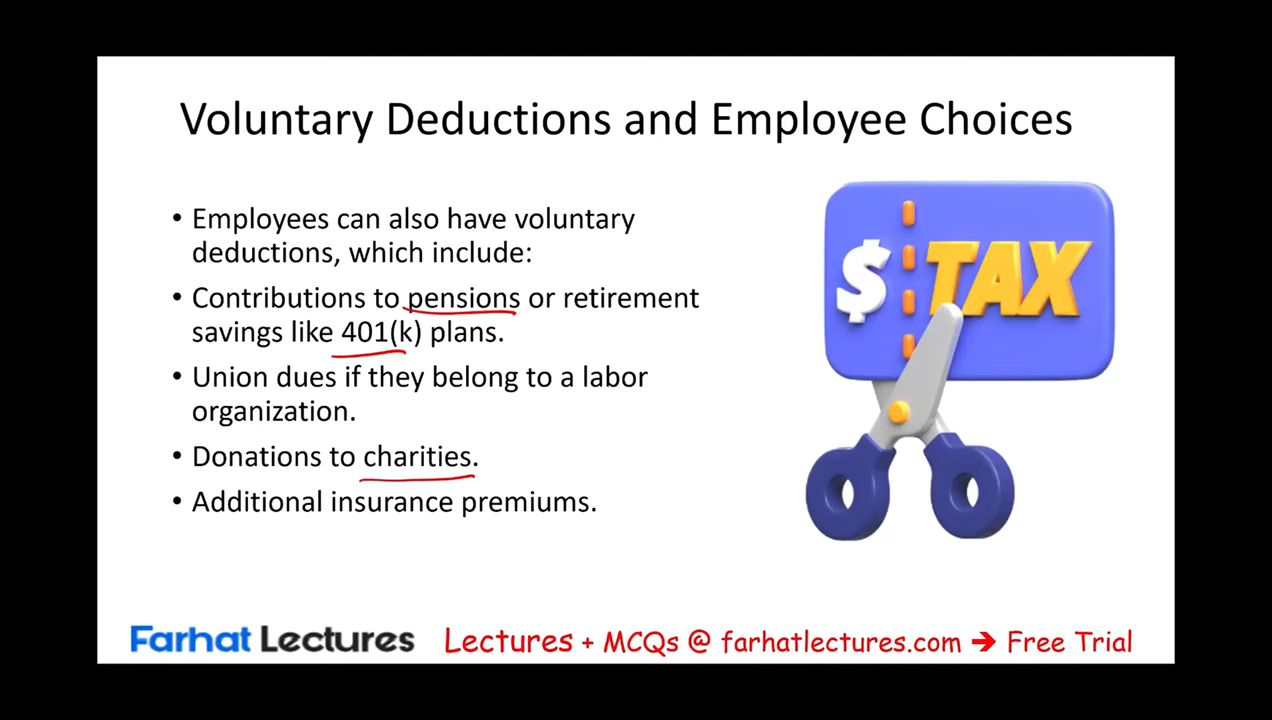 Voluntary Deductions and Employee Choices
• Employees can also have voluntary
deductions, which include:
• Contributions to pensions or retirement
savings like 401(k) plans.
• Union dues if they belong to a labor
organization.
• Donations to charities.
• Additional insurance premiums.
$ TAX
Farhat Lectures Lectures + MCQs @ farhatlectures.com → Free Trial